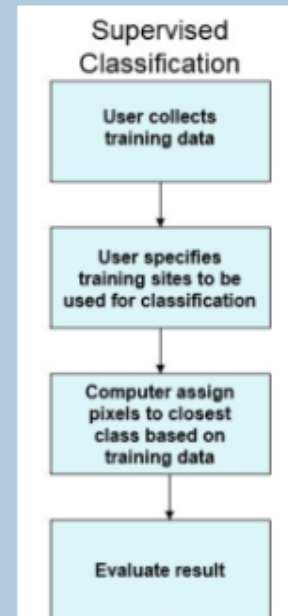 Supervised
Classification
User collects
training data
User specifies
training sites to be
used for classification
Computer assign
pixels to closest
class based on
training data
Evaluate result